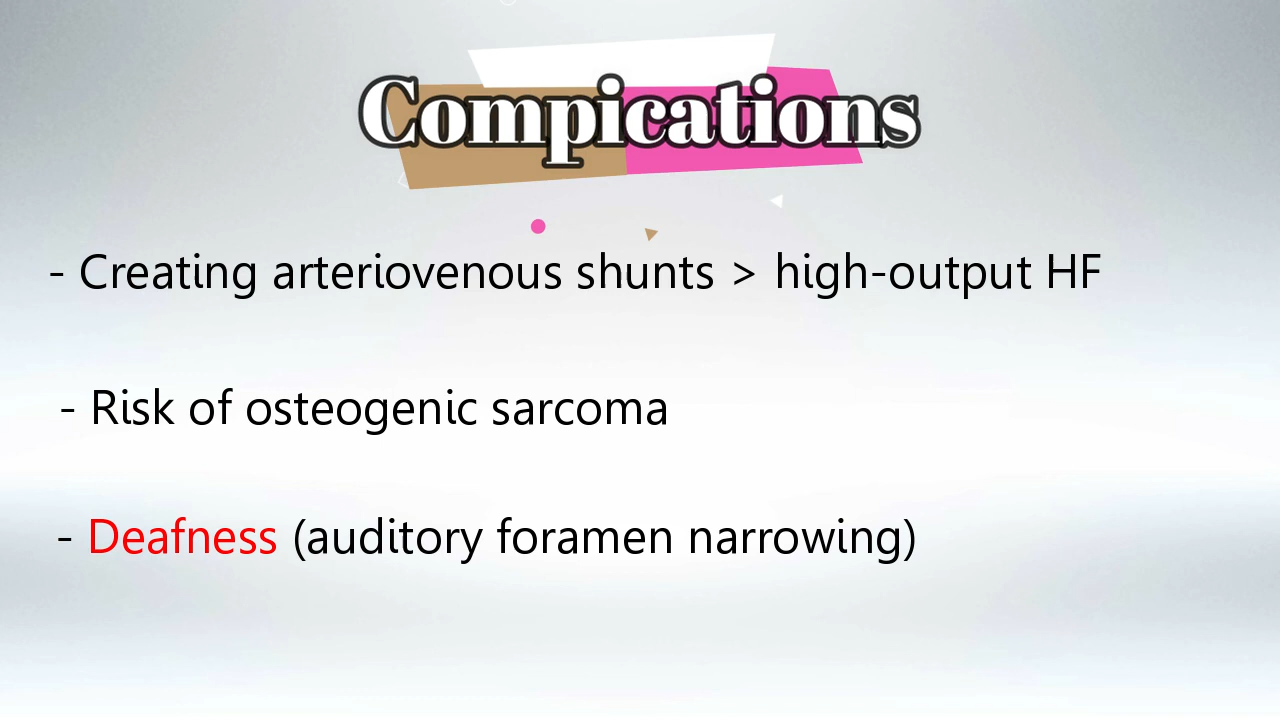 Compications
- Creating arteriovenous shunts > high-output HF
- Risk of osteogenic sarcoma
- Deafness (auditory foramen narrowing)